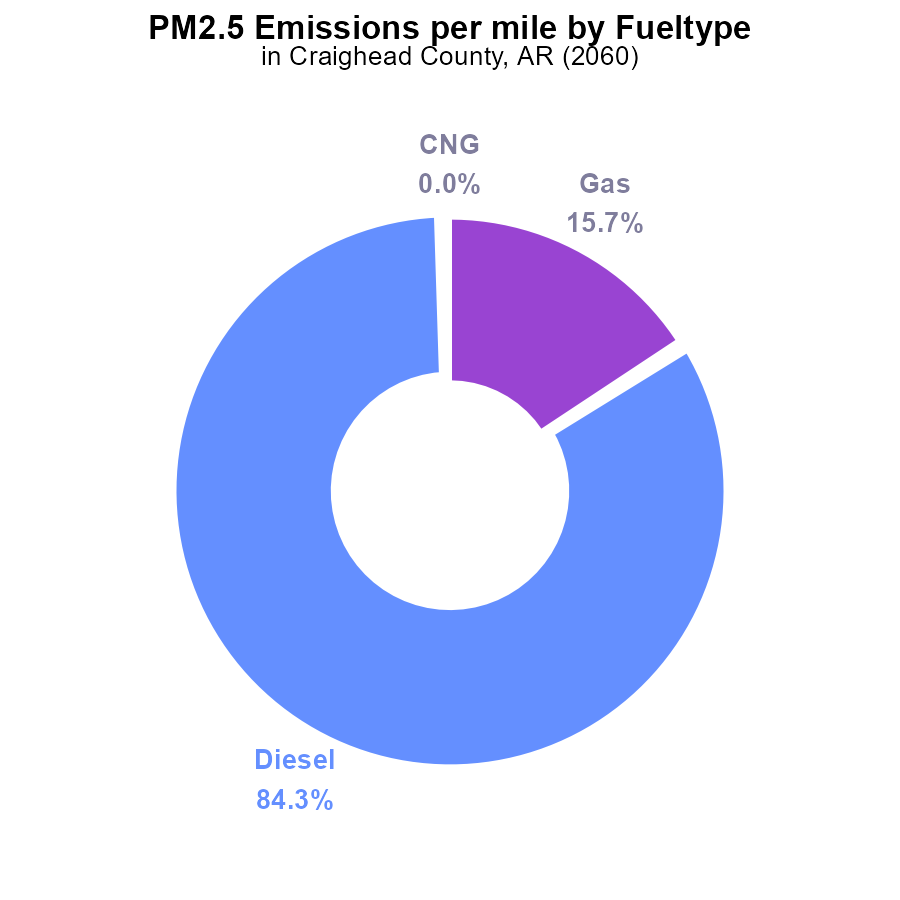 PM2.5 Emissions per mile by Fueltype
in Craighead County, AR (2060)
CNG
0.0%
Gas
15.7%
Diesel
84.3%